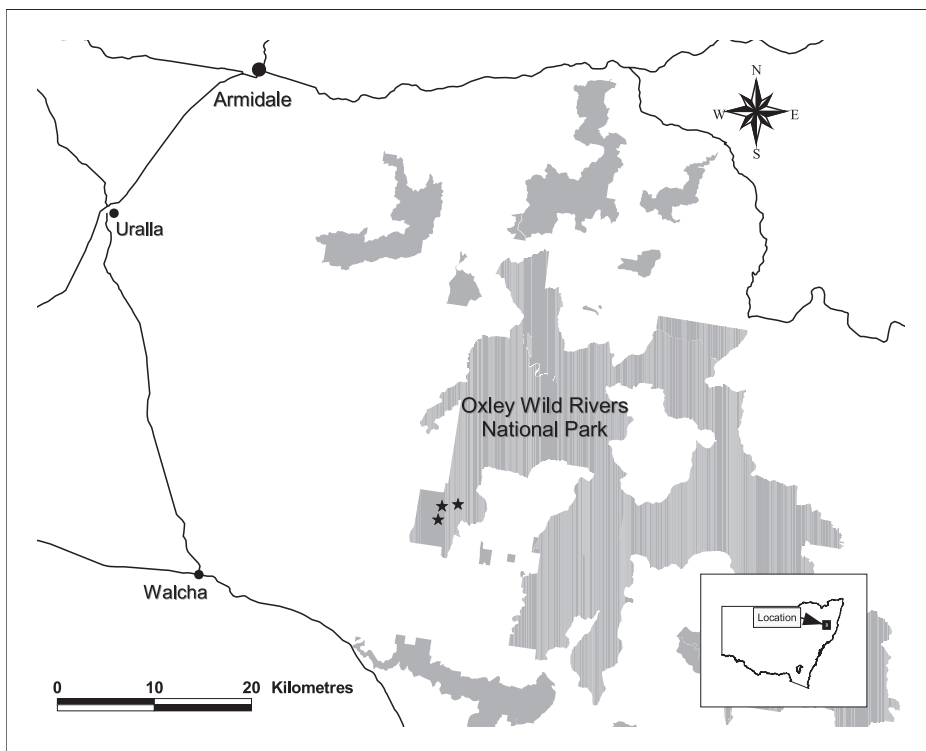 Armidale
N
W
E
S
Uralla
Oxley Wild Rivers
National Park
Walcha
Location
0
10
20
Kilometres